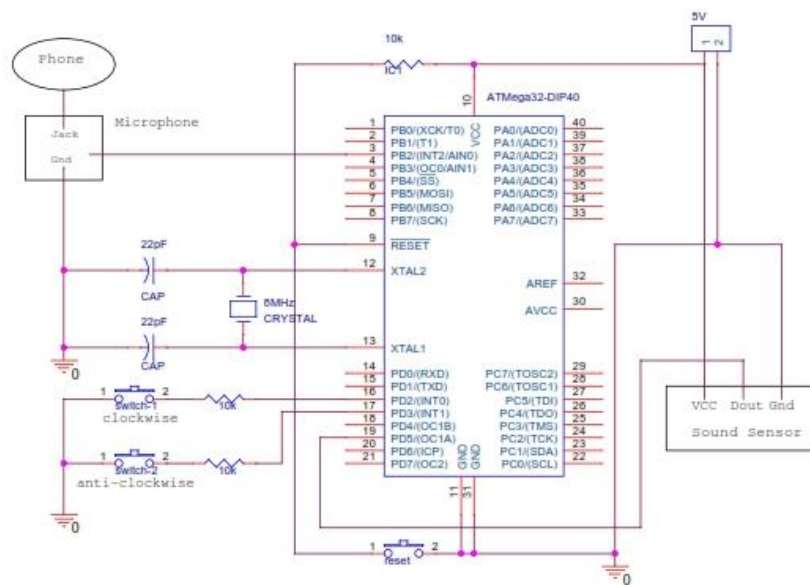 5V
1
2
10k
IC1
Phone
ATMega32-DIP40
10
VCC
Microphone
Jack
Gnd
1 PB0/(XCK/T0)
2 PB1/(T1)
3 PB2/(INT2/AIN0)
4 PB3/(OC0/AIN1)
5 PB4/(SS)
6 PB5/(MOSI)
7 PB6/(MISO)
8 PB7/(SCK)
9 RESET
12 XTAL2
13 XTAL1
14 PD0/(RXD)
15 PD1/(TXD)
16 PD2/(INT0)
17 PD3/(INT1)
18 PD4/(OC1B)
19 PD5/(OC1A)
20 PD6/(ICP)
21 PD7/(OC2)
PA0/(ADC0) 40
PA1/(ADC1) 39
PA2/(ADC2) 37
PA3/(ADC3) 38
PA4/(ADC4) 36
PA5/(ADC5) 35
PA6/(ADC6) 34
PA7/(ADC7) 33
AREF 32
AVCC 30
PC7/(TOSC2) 29
PC6/(TOSC1) 28
PC5/(TDI) 27
PC4/(TDO) 26
PC3/(TMS) 25
PC2/(TCK) 24
PC1/(SDA) 23
PC0/(SCL) 22
GND
GND
11
31
22pF
CAP
22pF
CAP
CRYSTAL
0
1 2
switch-1
clockwise
10k
1 2
switch-2
anti-clockwise
10k
0
VCC Dout Gnd
Sound Sensor
1 2
reset
0